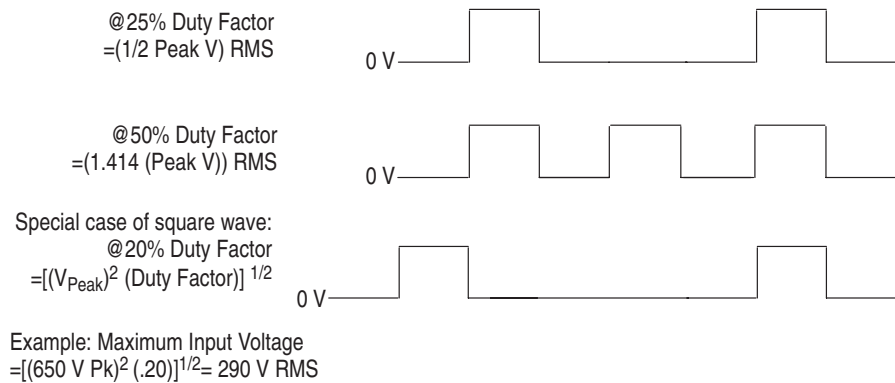 @25% Duty Factor
=(1/2 Peak V) RMS
0 V
@50% Duty Factor
=(1.414 (Peak V)) RMS
0 V
Special case of square wave:
@20% Duty Factor
=[(V_Peak)² (Duty Factor)] ¹/²
0 V
Example: Maximum Input Voltage
=[(650 V Pk)² (.20)]¹/²= 290 V RMS